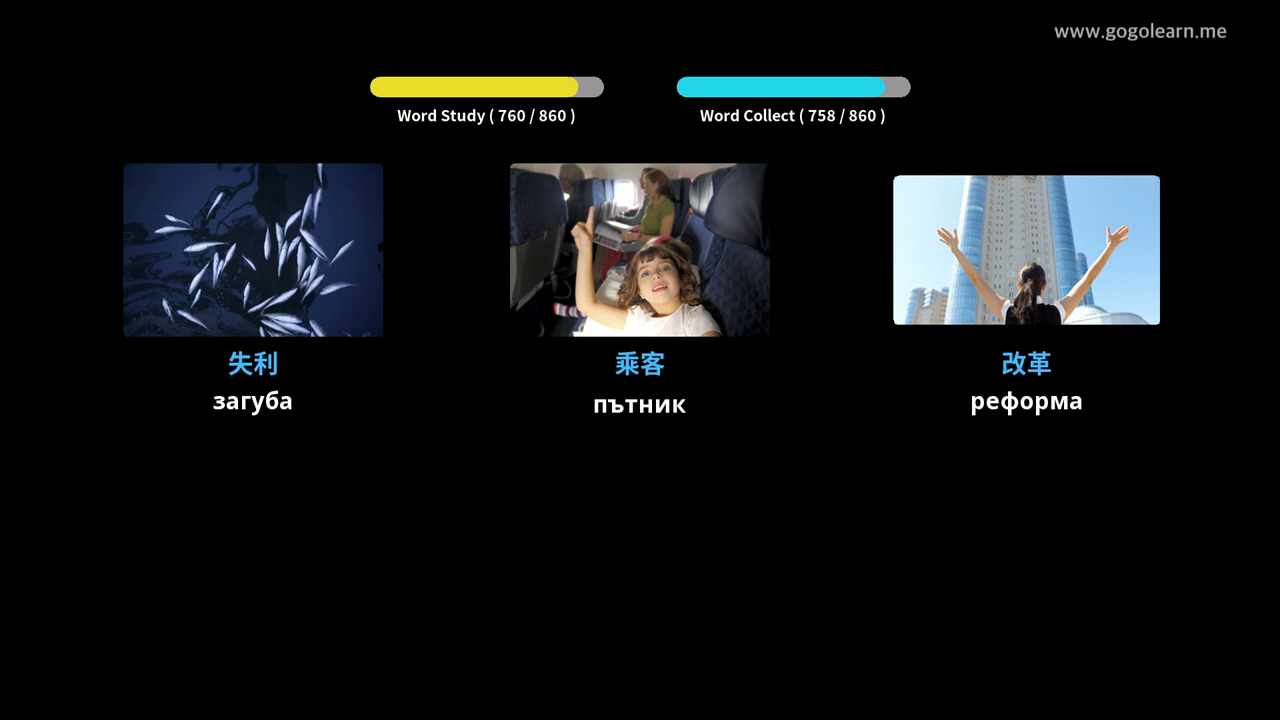 www.gogolearn.me
Word Study ( 760 / 860 )
Word Collect ( 758 / 860 )
失利
загуба
乘客
пътник
改革
реформа